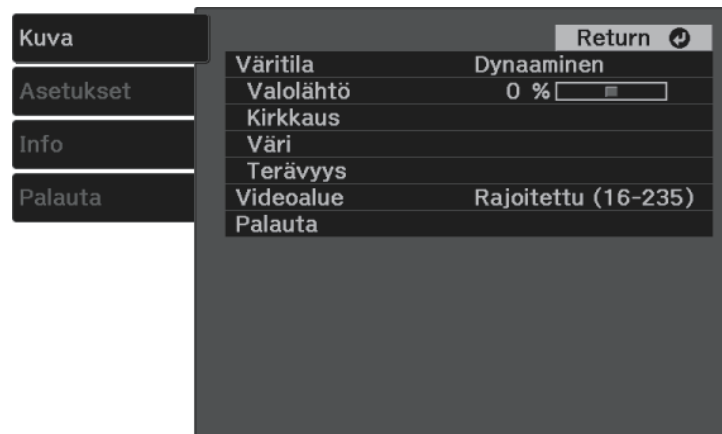 Kuva
Asetukset
Info
Palauta
Return
Väritila Dynaaminen
Valolähtö 0 %
Kirkkaus
Väri
Terävyys
Videoalue Rajoitettu (16-235)
Palauta